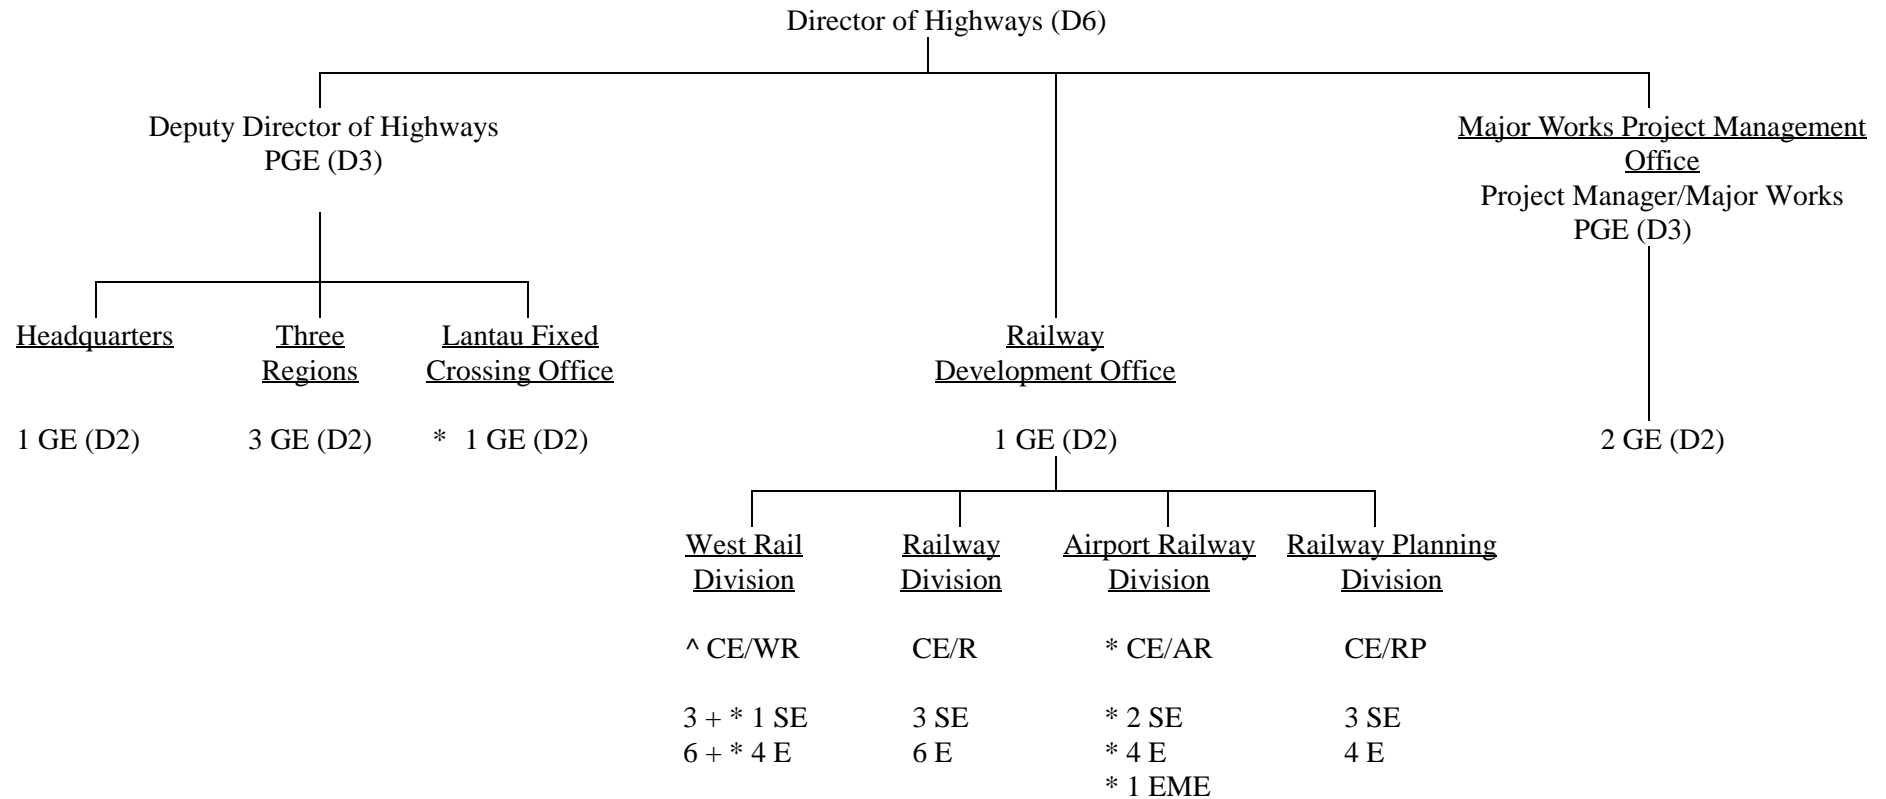 Director of Highways (D6)
Deputy Director of Highways
PGE (D3)
Major Works Project Management
Office
Project Manager/Major Works
PGE (D3)
Headquarters
1 GE (D2)
Three
Regions
3 GE (D2)
Lantau Fixed
Crossing Office
* 1 GE (D2)
Railway
Development Office
1 GE (D2)
2 GE (D2)
West Rail
Division
^ CE/WR
3 + * 1 SE
6 + * 4 E
Railway
Division
CE/R
3 SE
6 E
Airport Railway
Division
* CE/AR
* 2 SE
* 4 E
* 1 EME
Railway Planning
Division
CE/RP
3 SE
4 E